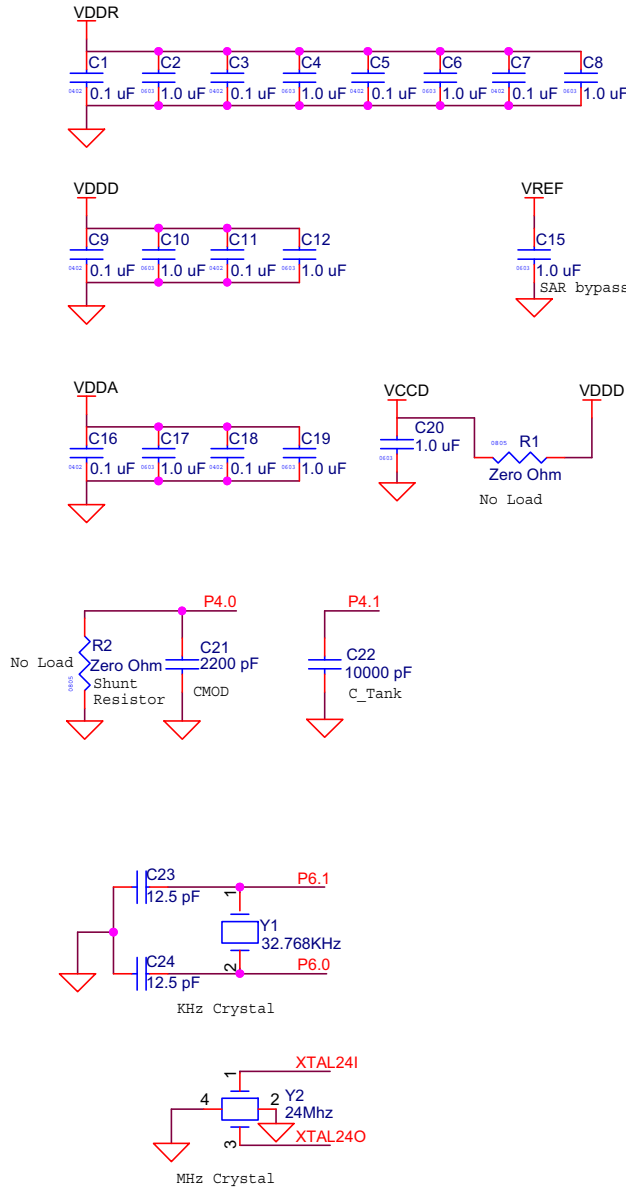 VDDR
C1 C2 C3 C4 C5 C6 C7 C8
0402 0.1 uF 0603 1.0 uF 0402 0.1 uF 0603 1.0 uF 0402 0.1 uF 0603 1.0 uF 0402 0.1 uF 0603 1.0 uF
VDDD VREF
C9 C10 C11 C12 C15
0402 0.1 uF 0603 1.0 uF 0402 0.1 uF 0603 1.0 uF 0603 1.0 uF
SAR bypass
VDDA VCCD VDDD
C16 C17 C18 C19 C20 R1
0402 0.1 uF 0603 1.0 uF 0402 0.1 uF 0603 1.0 uF 0603 1.0 uF 0805 Zero Ohm
No Load
P4.0 P4.1
R2 C21 C22
No Load Zero Ohm 2200 pF 10000 pF
0805 Shunt CMOD C_Tank
Resistor
C23 P6.1
12.5 pF 1
Y1
32.768KHz
C24 2 P6.0
12.5 pF
KHz Crystal
XTAL24I
1
4 2 Y2
24Mhz
3 XTAL24O
MHz Crystal